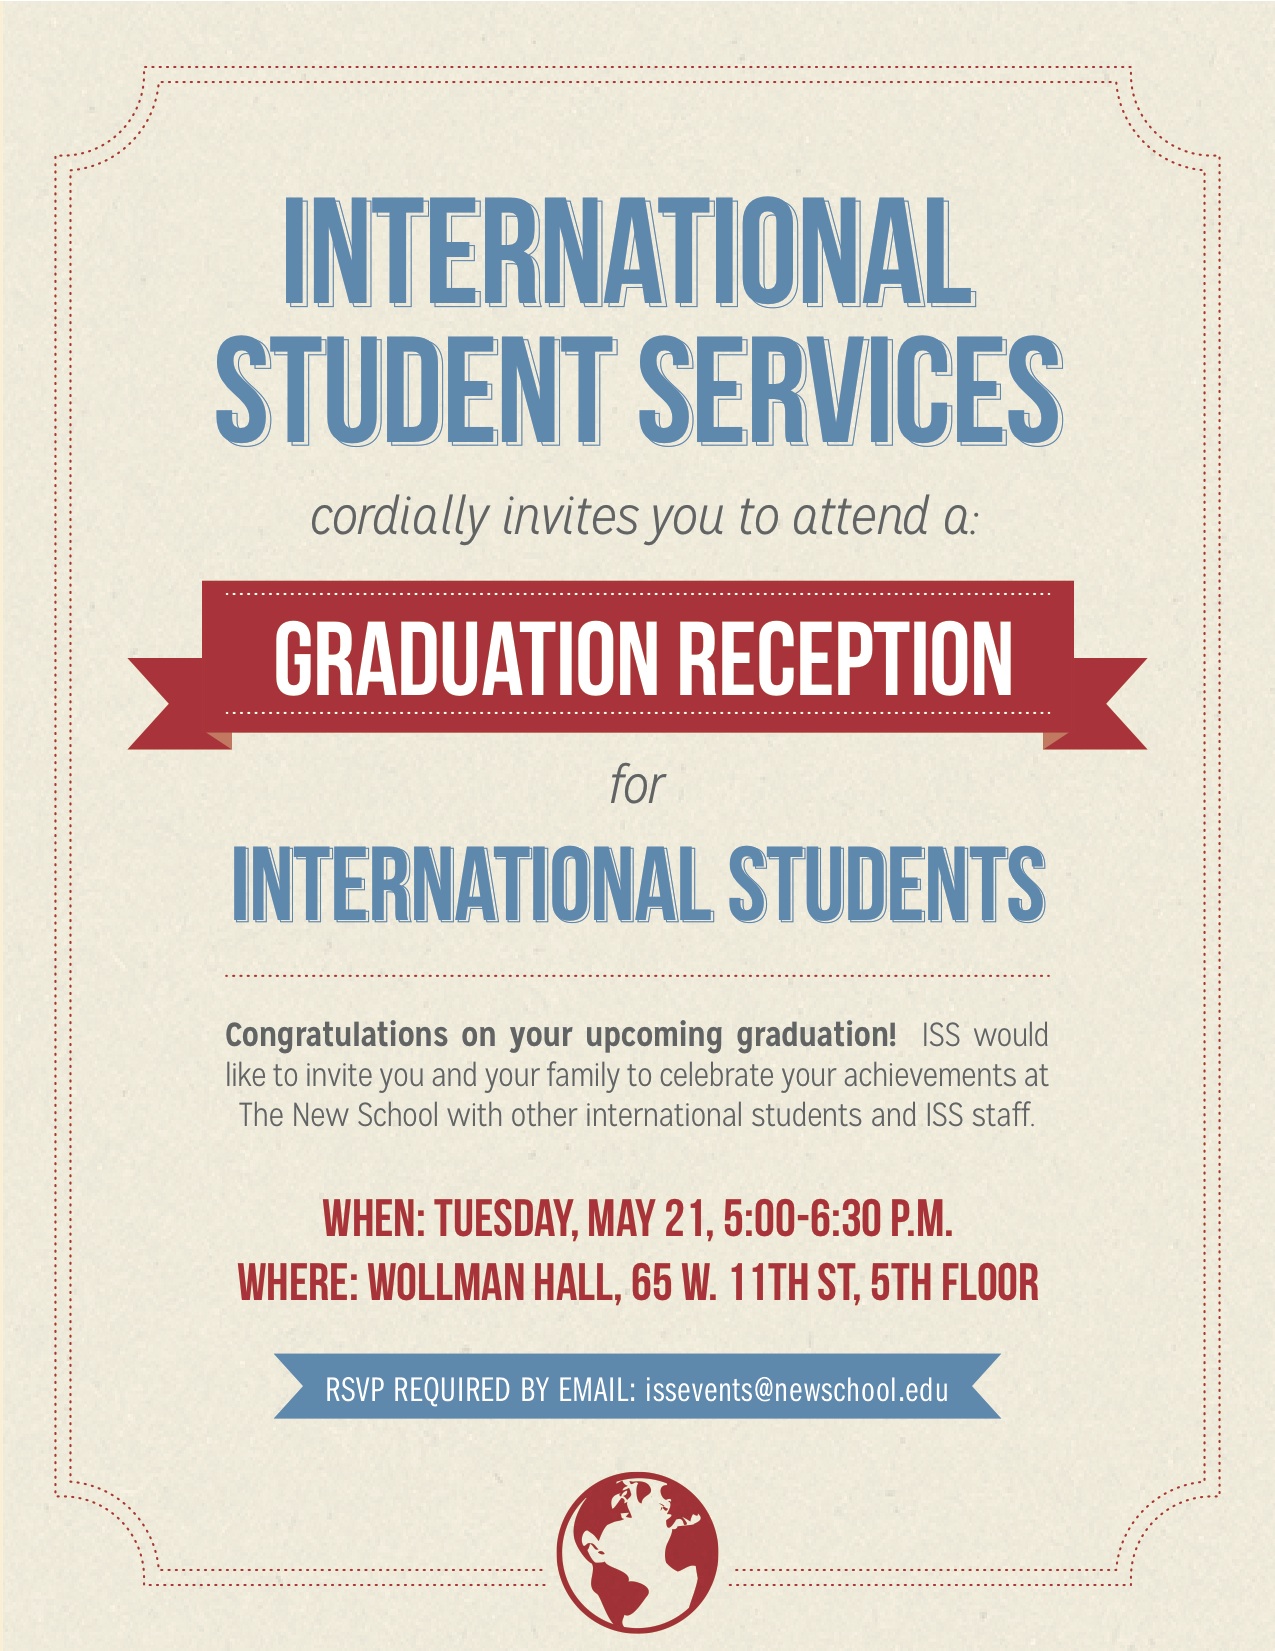 INTERNATIONAL
STUDENT SERVICES
cordially invites you to attend a:
GRADUATION RECEPTION
for
INTERNATIONAL STUDENTS
Congratulations on your upcoming graduation! ISS would
like to invite you and your family to celebrate your achievements at
The New School with other international students and ISS staff.
WHEN: TUESDAY, MAY 21, 5:00-6:30 P.M.
WHERE: WOLLMAN HALL, 65 W. 11TH ST, 5TH FLOOR
RSVP REQUIRED BY EMAIL: issevents@newschool.edu